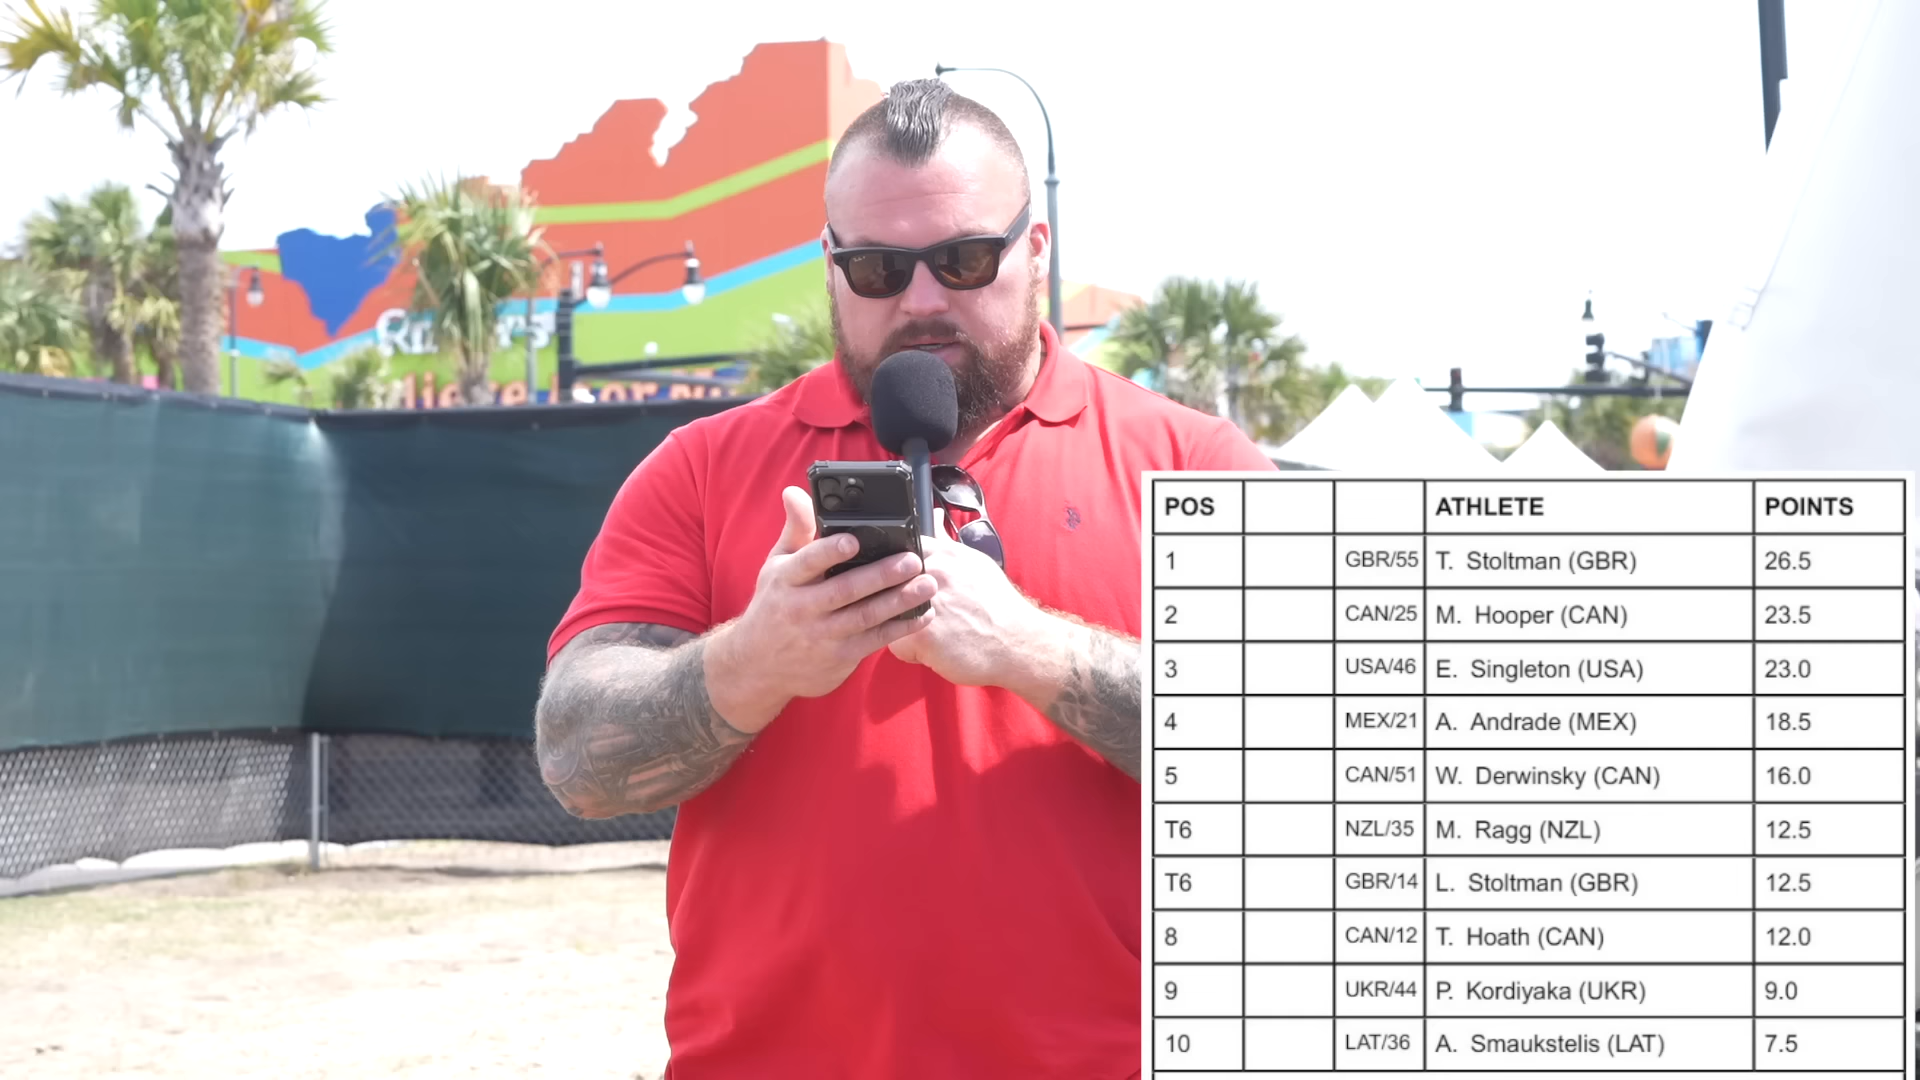 POS ATHLETE POINTS
1 GBR/55 T. Stoltman (GBR) 26.5
2 CAN/25 M. Hooper (CAN) 23.5
3 USA/46 E. Singleton (USA) 23.0
4 MEX/21 A. Andrade (MEX) 18.5
5 CAN/51 W. Derwinsky (CAN) 16.0
T6 NZL/35 M. Ragg (NZL) 12.5
T6 GBR/14 L. Stoltman (GBR) 12.5
8 CAN/12 T. Hoath (CAN) 12.0
9 UKR/44 P. Kordiyaka (UKR) 9.0
10 LAT/36 A. Smaukstelis (LAT) 7.5